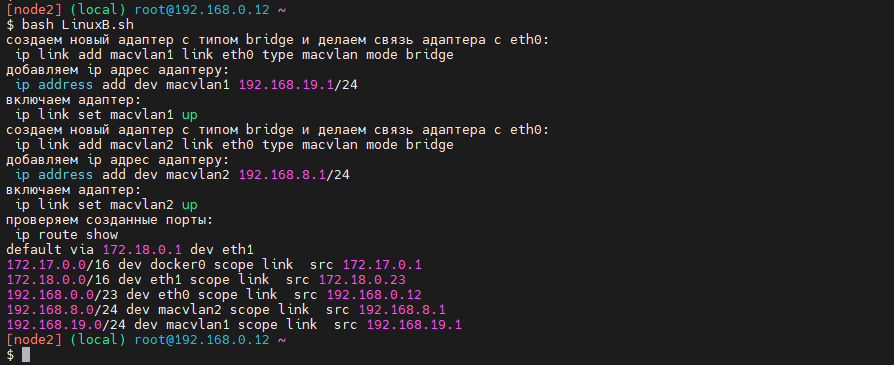 [node2] (local) root@192.168.0.12 ~
$ bash LinuxB.sh
создаем новый адаптер с типом bridge и делаем связь адаптера с eth0:
ip link add macvlan1 link eth0 type macvlan mode bridge
добавляем ip адрес адаптеру:
ip address add dev macvlan1 192.168.19.1/24
включаем адаптер:
ip link set macvlan1 up
создаем новый адаптер с типом bridge и делаем связь адаптера с eth0:
ip link add macvlan2 link eth0 type macvlan mode bridge
добавляем ip адрес адаптеру:
ip address add dev macvlan2 192.168.8.1/24
включаем адаптер:
ip link set macvlan2 up
проверяем созданные порты:
ip route show
default via 172.18.0.1 dev eth1
172.17.0.0/16 dev docker0 scope link  src 172.17.0.1
172.18.0.0/16 dev eth1 scope link  src 172.18.0.23
192.168.0.0/23 dev eth0 scope link  src 192.168.0.12
192.168.8.0/24 dev macvlan2 scope link  src 192.168.8.1
192.168.19.0/24 dev macvlan1 scope link  src 192.168.19.1
[node2] (local) root@192.168.0.12 ~
$